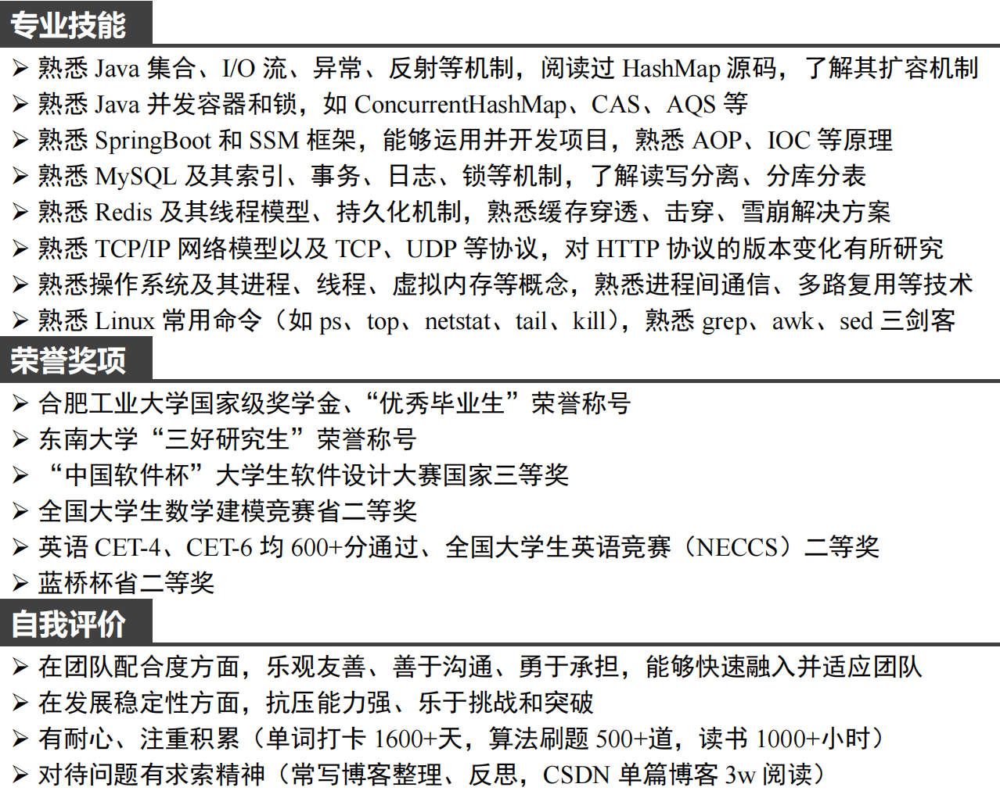 专业技能
➢ 熟悉 Java 集合、I/O 流、异常、反射等机制，阅读过 HashMap 源码，了解其扩容机制
➢ 熟悉 Java 并发容器和锁，如 ConcurrentHashMap、CAS、AQS 等
➢ 熟悉 SpringBoot 和 SSM 框架，能够运用并开发项目，熟悉 AOP、IOC 等原理
➢ 熟悉 MySQL 及其索引、事务、日志、锁等机制，了解读写分离、分库分表
➢ 熟悉 Redis 及其线程模型、持久化机制，熟悉缓存穿透、击穿、雪崩解决方案
➢ 熟悉 TCP/IP 网络模型以及 TCP、UDP 等协议，对 HTTP 协议的版本变化有所研究
➢ 熟悉操作系统及其进程、线程、虚拟内存等概念，熟悉进程间通信、多路复用等技术
➢ 熟悉 Linux 常用命令（如 ps、top、netstat、tail、kill），熟悉 grep、awk、sed 三剑客
荣誉奖项
➢ 合肥工业大学国家级奖学金、“优秀毕业生”荣誉称号
➢ 东南大学“三好研究生”荣誉称号
➢ “中国软件杯”大学生软件设计大赛国家三等奖
➢ 全国大学生数学建模竞赛省二等奖
➢ 英语 CET-4、CET-6 均 600+分通过、全国大学生英语竞赛（NECCS）二等奖
➢ 蓝桥杯省二等奖
自我评价
➢ 在团队配合度方面，乐观友善、善于沟通、勇于承担，能够快速融入并适应团队
➢ 在发展稳定性方面，抗压能力强、乐于挑战和突破
➢ 有耐心、注重积累（单词打卡 1600+天，算法刷题 500+道，读书 1000+小时）
➢ 对待问题有求索精神（常写博客整理、反思，CSDN 单篇博客 3w 阅读）